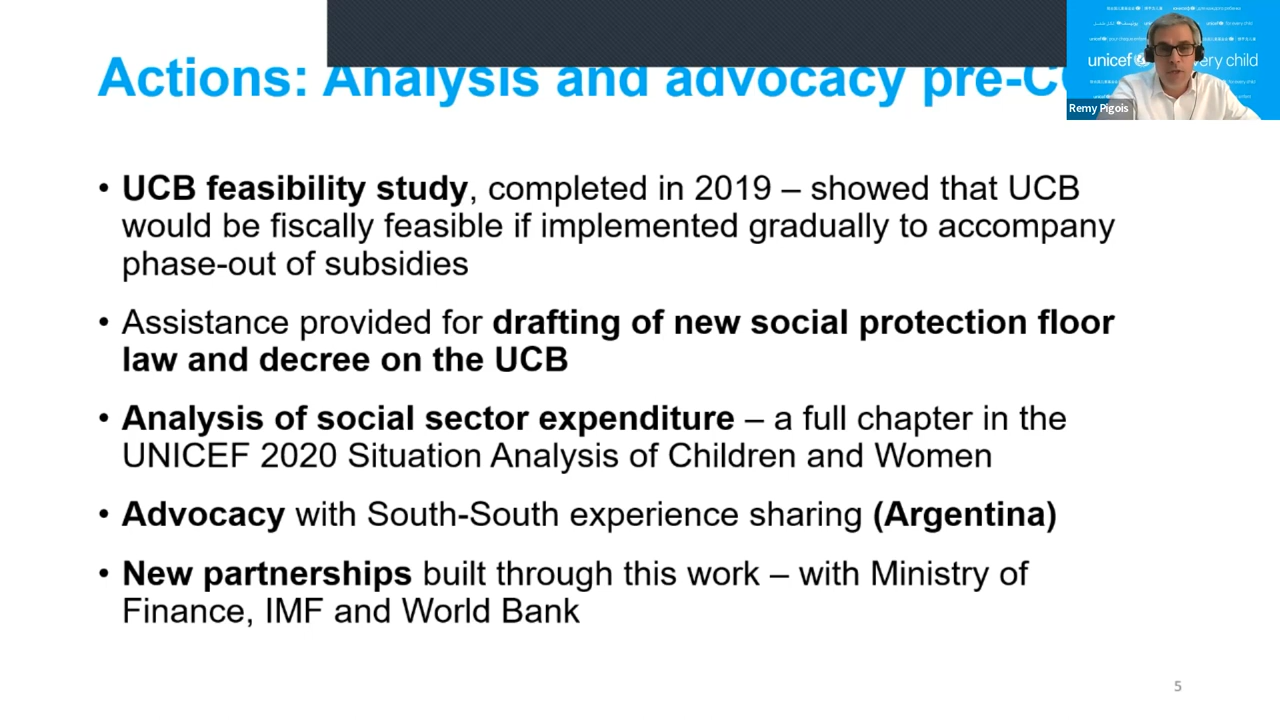 Actions: Analysis and advocacy
unicef
for every child
Remy Pigois
• UCB feasibility study, completed in 2019 – showed that UCB
would be fiscally feasible if implemented gradually to accompany
phase-out of subsidies
• Assistance provided for drafting of new social protection floor
law and decree on the UCB
• Analysis of social sector expenditure – a full chapter in the
UNICEF 2020 Situation Analysis of Children and Women
• Advocacy with South-South experience sharing (Argentina)
• New partnerships built through this work – with Ministry of
Finance, IMF and World Bank
5